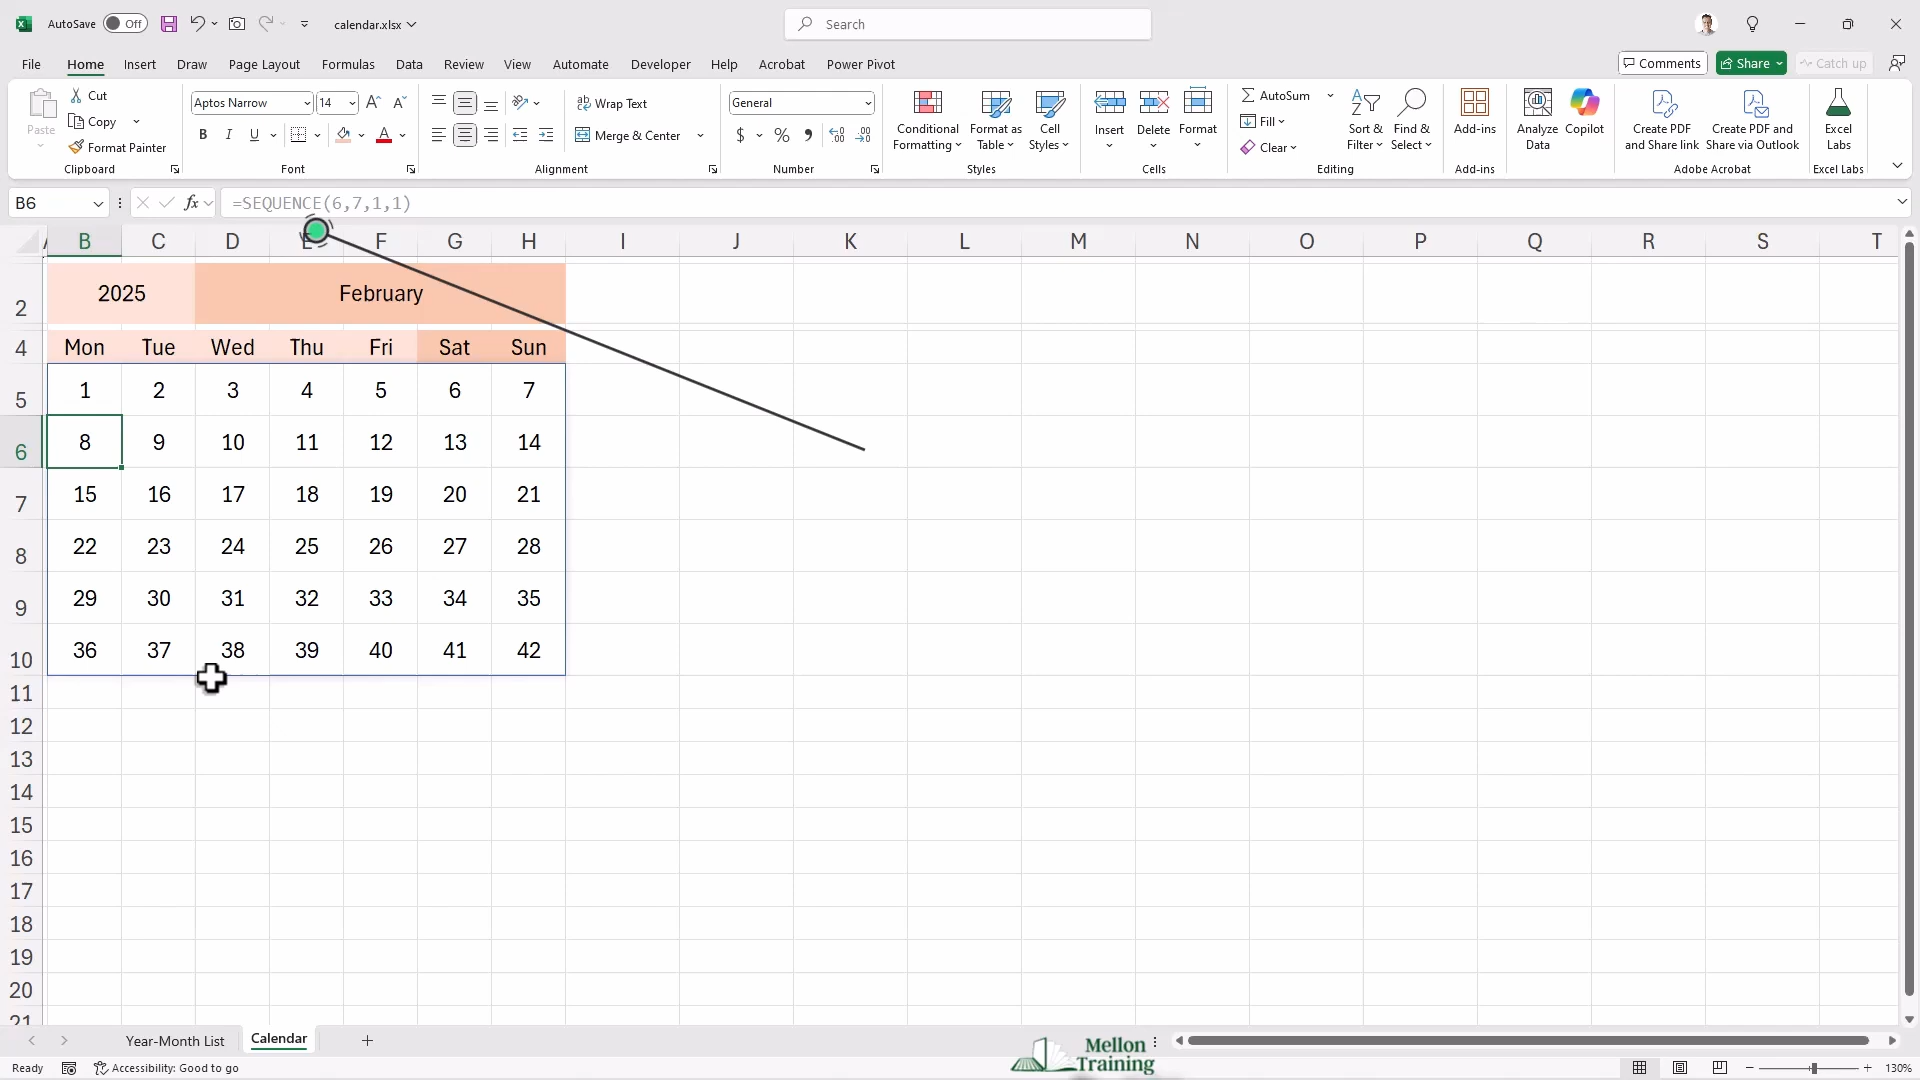 AutoSave Off calendar.xlsx Search
File Home Insert Draw Page Layout Formulas Data Review View Automate Developer Help Acrobat Power Pivot Comments Share Catch up
Paste Cut Copy Format Painter Clipboard
Aptos Narrow 14 B I U A Font
Wrap Text Merge & Center Alignment
General $ % Number
Conditional Formatting Format as Table Cell Styles Styles
Insert Delete Format Cells
AutoSum Fill Clear Sort & Filter Find & Select Editing
Add-ins Add-ins
Analyze Data Copilot
Create PDF and Share link Create PDF and Share via Outlook Adobe Acrobat
Excel Labs Excel Labs
B6 fx =SEQUENCE(6,7,1,1)
B C D E F G H I J K L M N O P Q R S T
2 2025 February
4 Mon Tue Wed Thu Fri Sat Sun
5 1 2 3 4 5 6 7
6 8 9 10 11 12 13 14
7 15 16 17 18 19 20 21
8 22 23 24 25 26 27 28
9 29 30 31 32 33 34 35
10 36 37 38 39 40 41 42
11
12
13
14
15
16
17
18
19
20
21
Year-Month List Calendar
Mellon
Training
Ready Accessibility: Good to go 130%